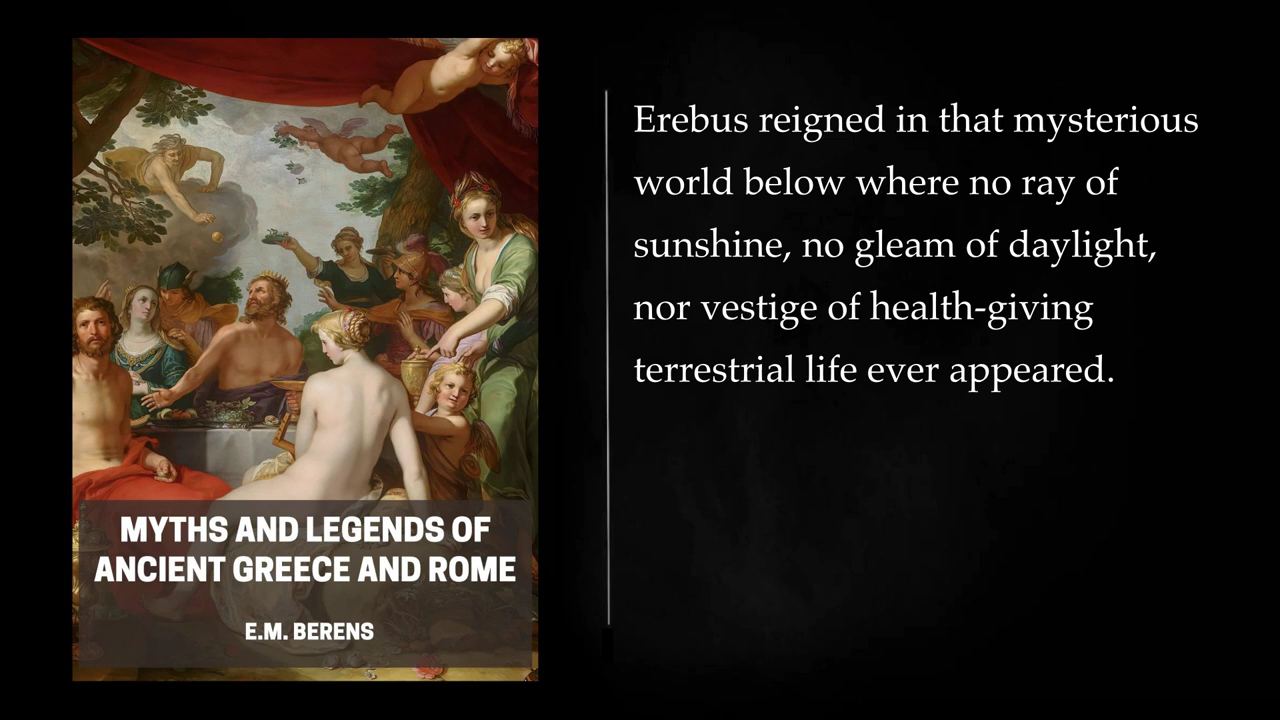 MYTHS AND LEGENDS OF
ANCIENT GREECE AND ROME
E.M. BERENS
Erebus reigned in that mysterious
world below where no ray of
sunshine, no gleam of daylight,
nor vestige of health-giving
terrestrial life ever appeared.